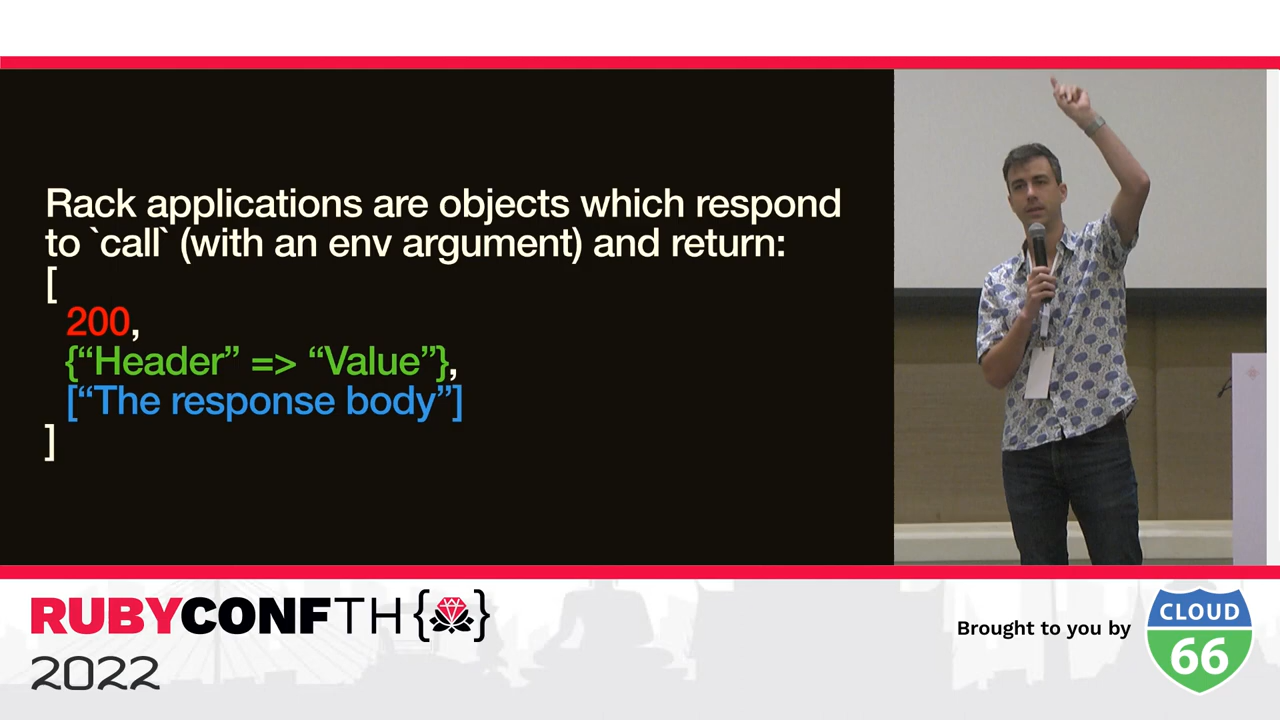 Rack applications are objects which respond
to `call` (with an env argument) and return:
[
200,
{“Header” => “Value”},
[“The response body”]
]
RUBYCONFTH{}
2022
Brought to you by
CLOUD
66